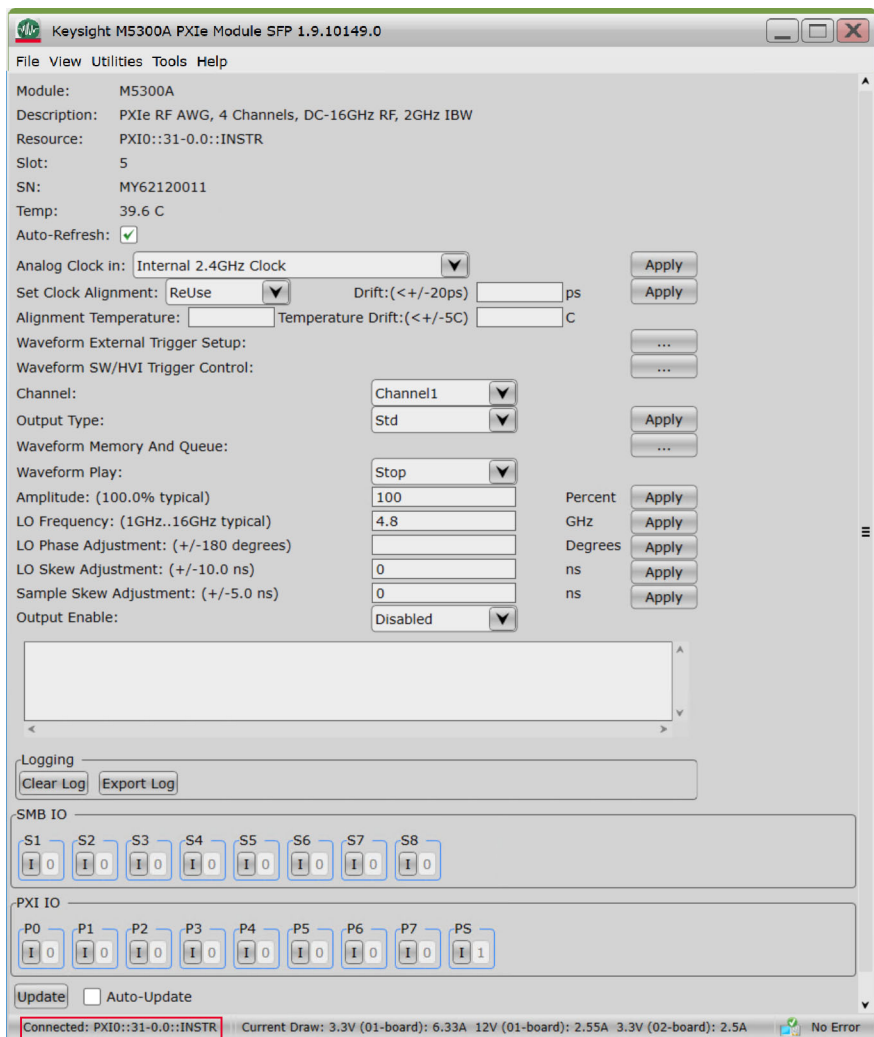 Keysight M5300A PXIe Module SFP 1.9.10149.0
File View Utilities Tools Help
Module: M5300A
Description: PXIe RF AWG, 4 Channels, DC-16GHz RF, 2GHz IBW
Resource: PXI0::31-0.0::INSTR
Slot: 5
SN: MY62120011
Temp: 39.6 C
Auto-Refresh:
Analog Clock in: Internal 2.4GHz Clock Apply
Set Clock Alignment: ReUse Drift:(<+/-20ps) ps Apply
Alignment Temperature: Temperature Drift:(<+/-5C) C
Waveform External Trigger Setup: ...
Waveform SW/HVI Trigger Control: ...
Channel: Channel1
Output Type: Std Apply
Waveform Memory And Queue: ...
Waveform Play: Stop
Amplitude: (100.0% typical) 100 Percent Apply
LO Frequency: (1GHz..16GHz typical) 4.8 GHz Apply
LO Phase Adjustment: (+/-180 degrees) Degrees Apply
LO Skew Adjustment: (+/-10.0 ns) 0 ns Apply
Sample Skew Adjustment: (+/-5.0 ns) 0 ns Apply
Output Enable: Disabled
Logging
Clear Log Export Log
SMB IO
S1 S2 S3 S4 S5 S6 S7 S8
I 0 I 0 I 0 I 0 I 0 I 0 I 0 I 0
PXI IO
P0 P1 P2 P3 P4 P5 P6 P7 PS
I 0 I 0 I 0 I 0 I 0 I 0 I 0 I 0 I 1
Update Auto-Update
Connected: PXI0::31-0.0::INSTR Current Draw: 3.3V (01-board): 6.33A 12V (01-board): 2.55A 3.3V (02-board): 2.5A No Error